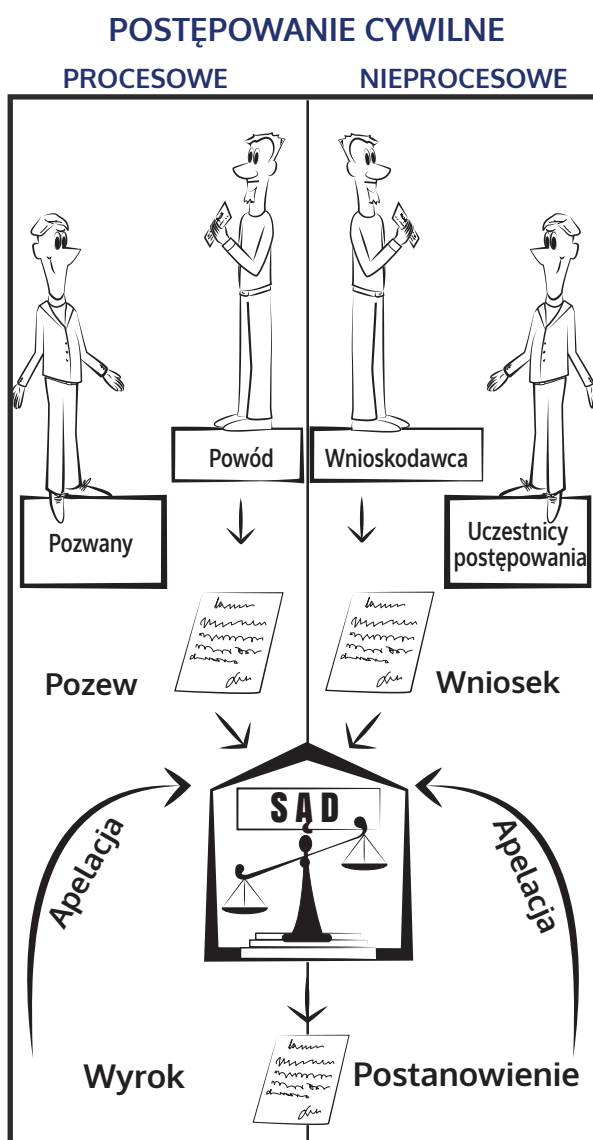 POSTĘPOWANIE CYWILNE
PROCESOWE
NIEPROCESOWE
Powód
Wnioskodawca
Pozwany
Uczestnicy
postępowania
Pozew
Wniosek
SĄD
Apelacja
Apelacja
Wyrok
Postanowienie